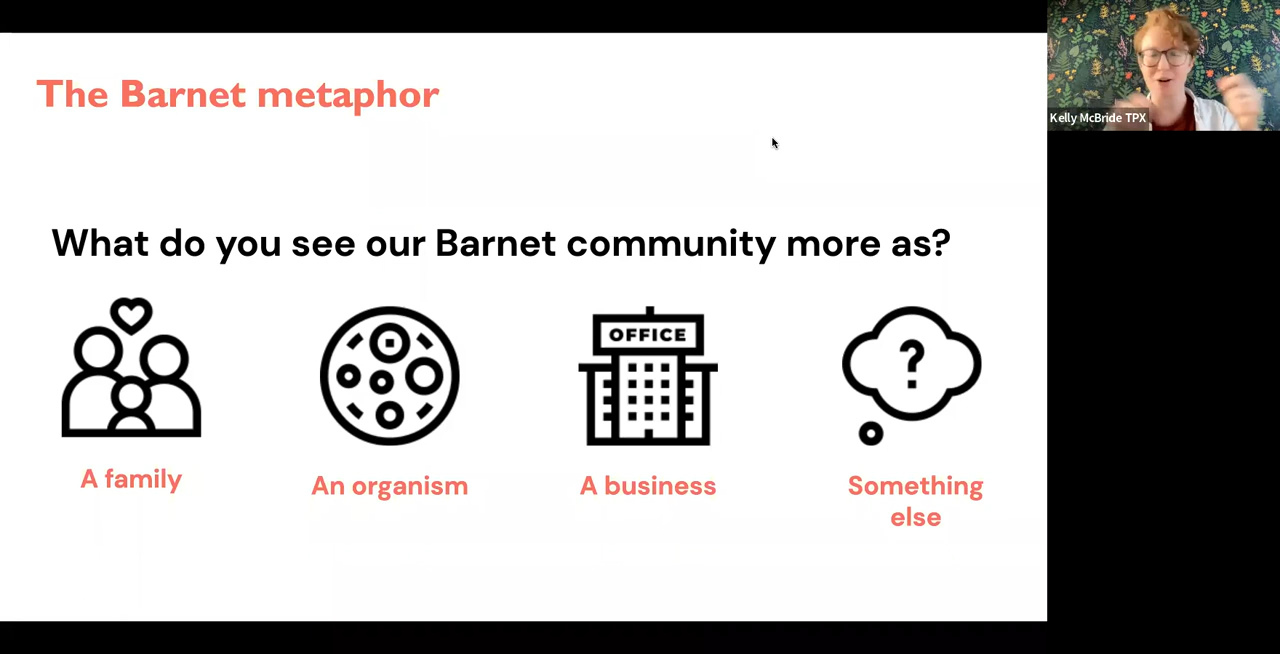 The Barnet metaphor
Kelly McBride TPX
What do you see our Barnet community more as?
OFFICE
?
A family
An organism
A business
Something
else